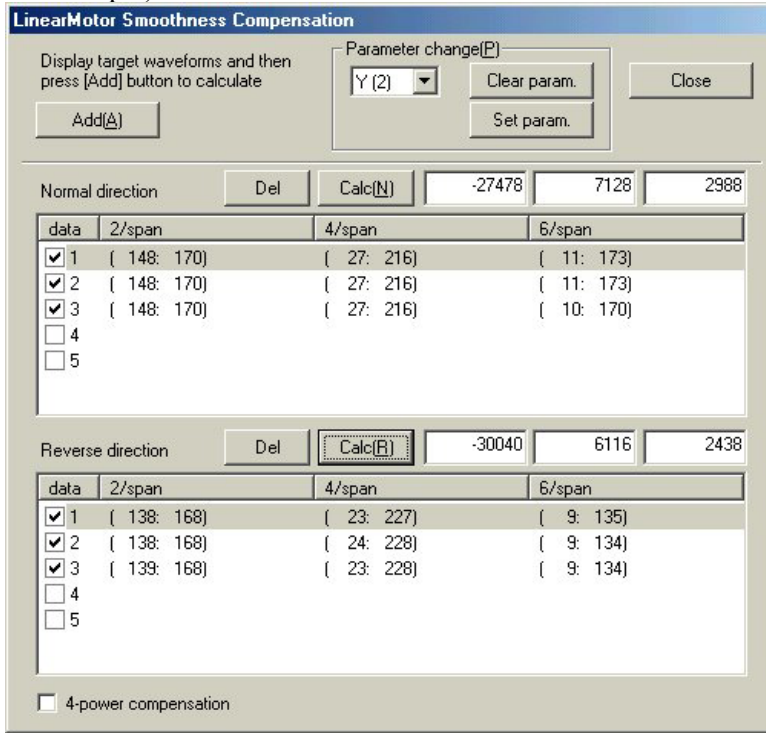 LinearMotor Smoothness Compensation
Display target waveforms and then
press [Add] button to calculate
Add(A)
Parameter change(P)
Y (2)
Clear param.
Set param.
Close
Normal direction Del Calc(N) -27478 7128 2988
data 2/span 4/span 6/span
1 ( 148: 170) ( 27: 216) ( 11: 173)
2 ( 148: 170) ( 27: 216) ( 11: 173)
3 ( 148: 170) ( 27: 216) ( 10: 170)
4
5
Reverse direction Del Calc(R) -30040 6116 2438
data 2/span 4/span 6/span
1 ( 138: 168) ( 23: 227) ( 9: 135)
2 ( 138: 168) ( 24: 228) ( 9: 134)
3 ( 139: 168) ( 23: 228) ( 9: 134)
4
5
4-power compensation